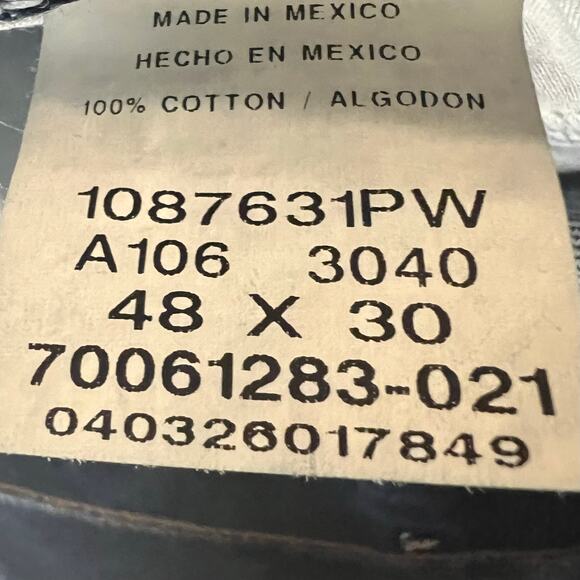 MADE IN MEXICO
HECHO EN MEXICO
100% COTTON / ALGODON
1087631PW
A106 3040
48 X 30
70061283-021
040326017849